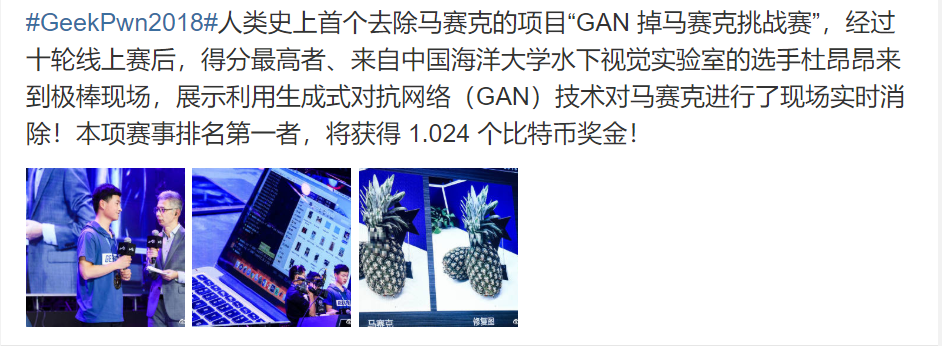 #GeekPwn2018#人类史上首个去除马赛克的项目“GAN 掉马赛克挑战赛”，经过
十轮线上赛后，得分最高者、来自中国海洋大学水下视觉实验室的选手杜昂昂来
到极棒现场，展示利用生成式对抗网络（GAN）技术对马赛克进行了现场实时消
除！本项赛事排名第一者，将获得 1.024 个比特币奖金！
马赛克
修复图